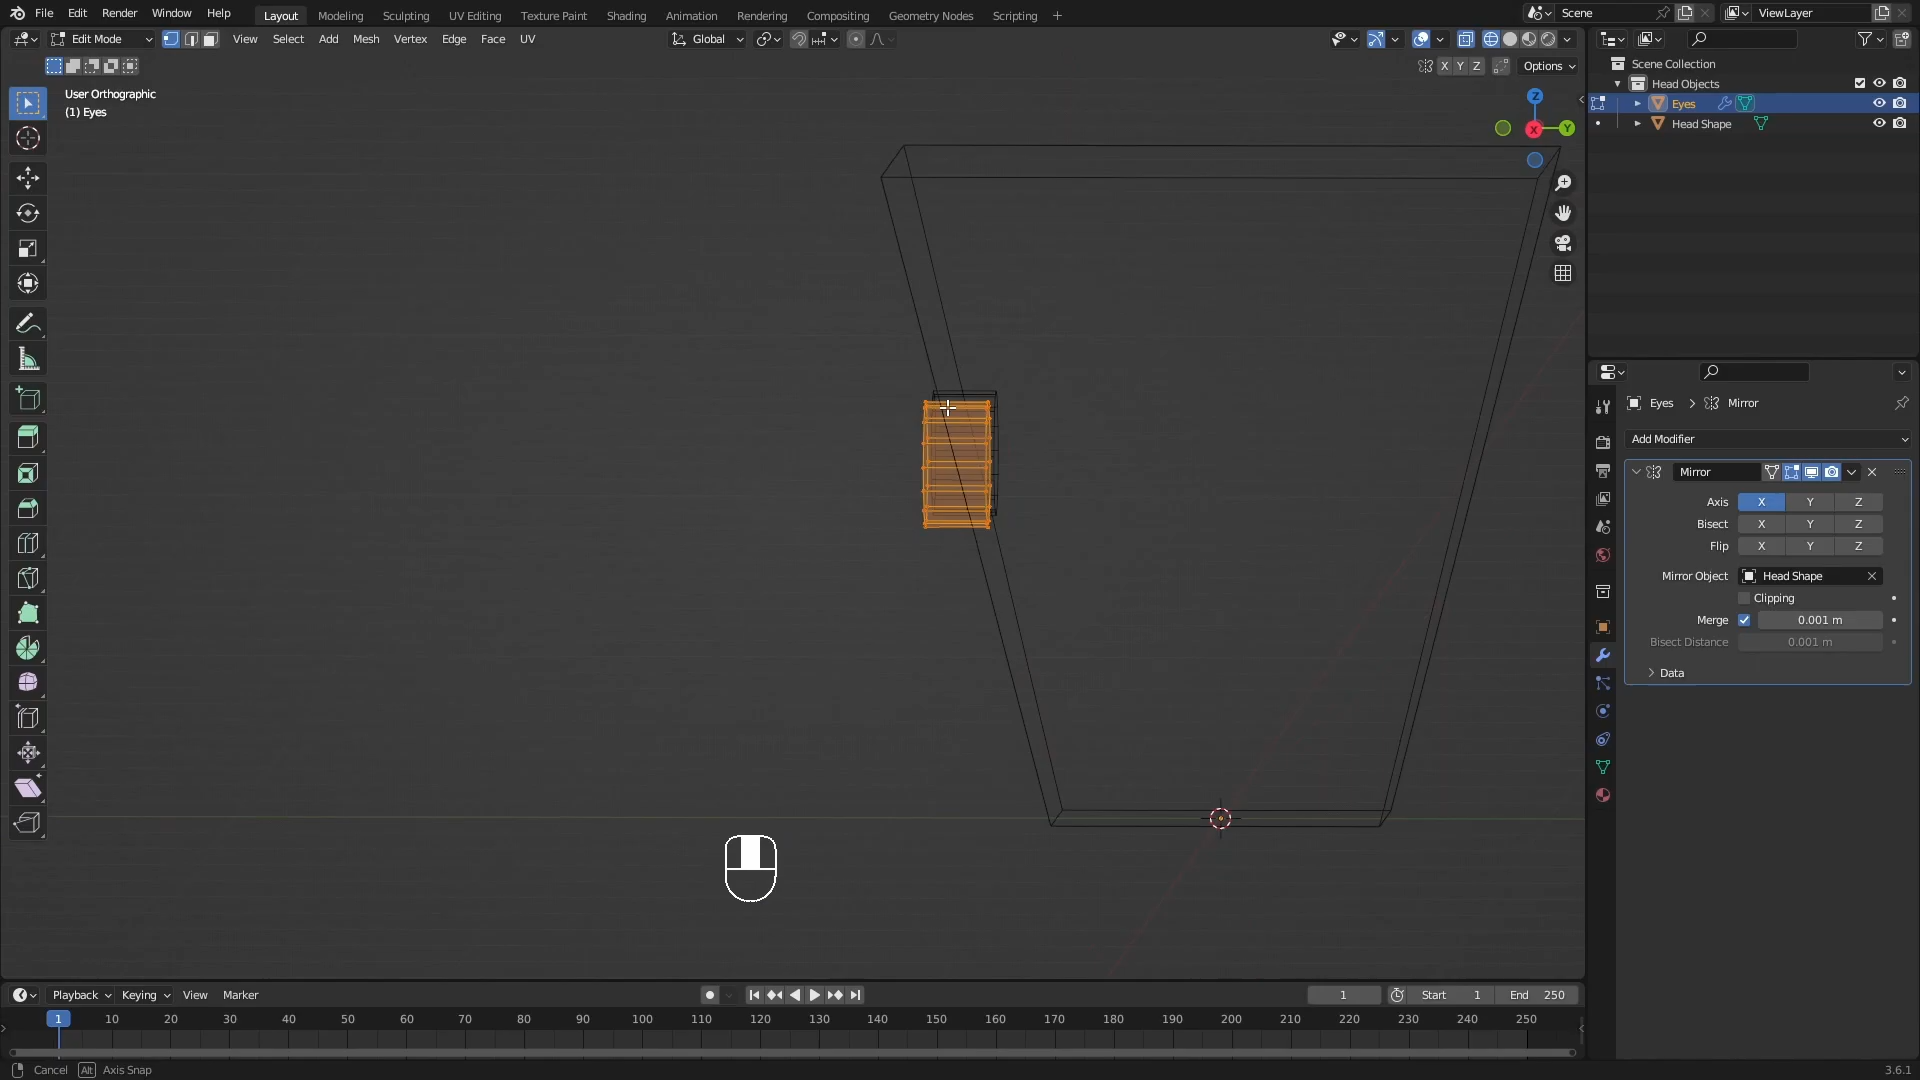 File Edit Render Window Help Layout Modeling Sculpting UV Editing Texture Paint Shading Animation Rendering Compositing Geometry Nodes Scripting + Scene ViewLayer
Edit Mode View Select Add Mesh Vertex Edge Face UV Global
X Y Z Options
User Orthographic
(1) Eyes
Z
Y
X
Scene Collection
Head Objects
Eyes
Head Shape
Eyes > Mirror
Add Modifier
Mirror
Axis X Y Z
Bisect X Y Z
Flip X Y Z
Mirror Object Head Shape
Clipping
Merge 0.001 m
Bisect Distance 0.001 m
Data
Playback Keying View Marker 1 Start 1 End 250
1 10 20 30 40 50 60 70 80 90 100 110 120 130 140 150 160 170 180 190 200 210 220 230 240 250
Cancel Alt Axis Snap 3.6.1